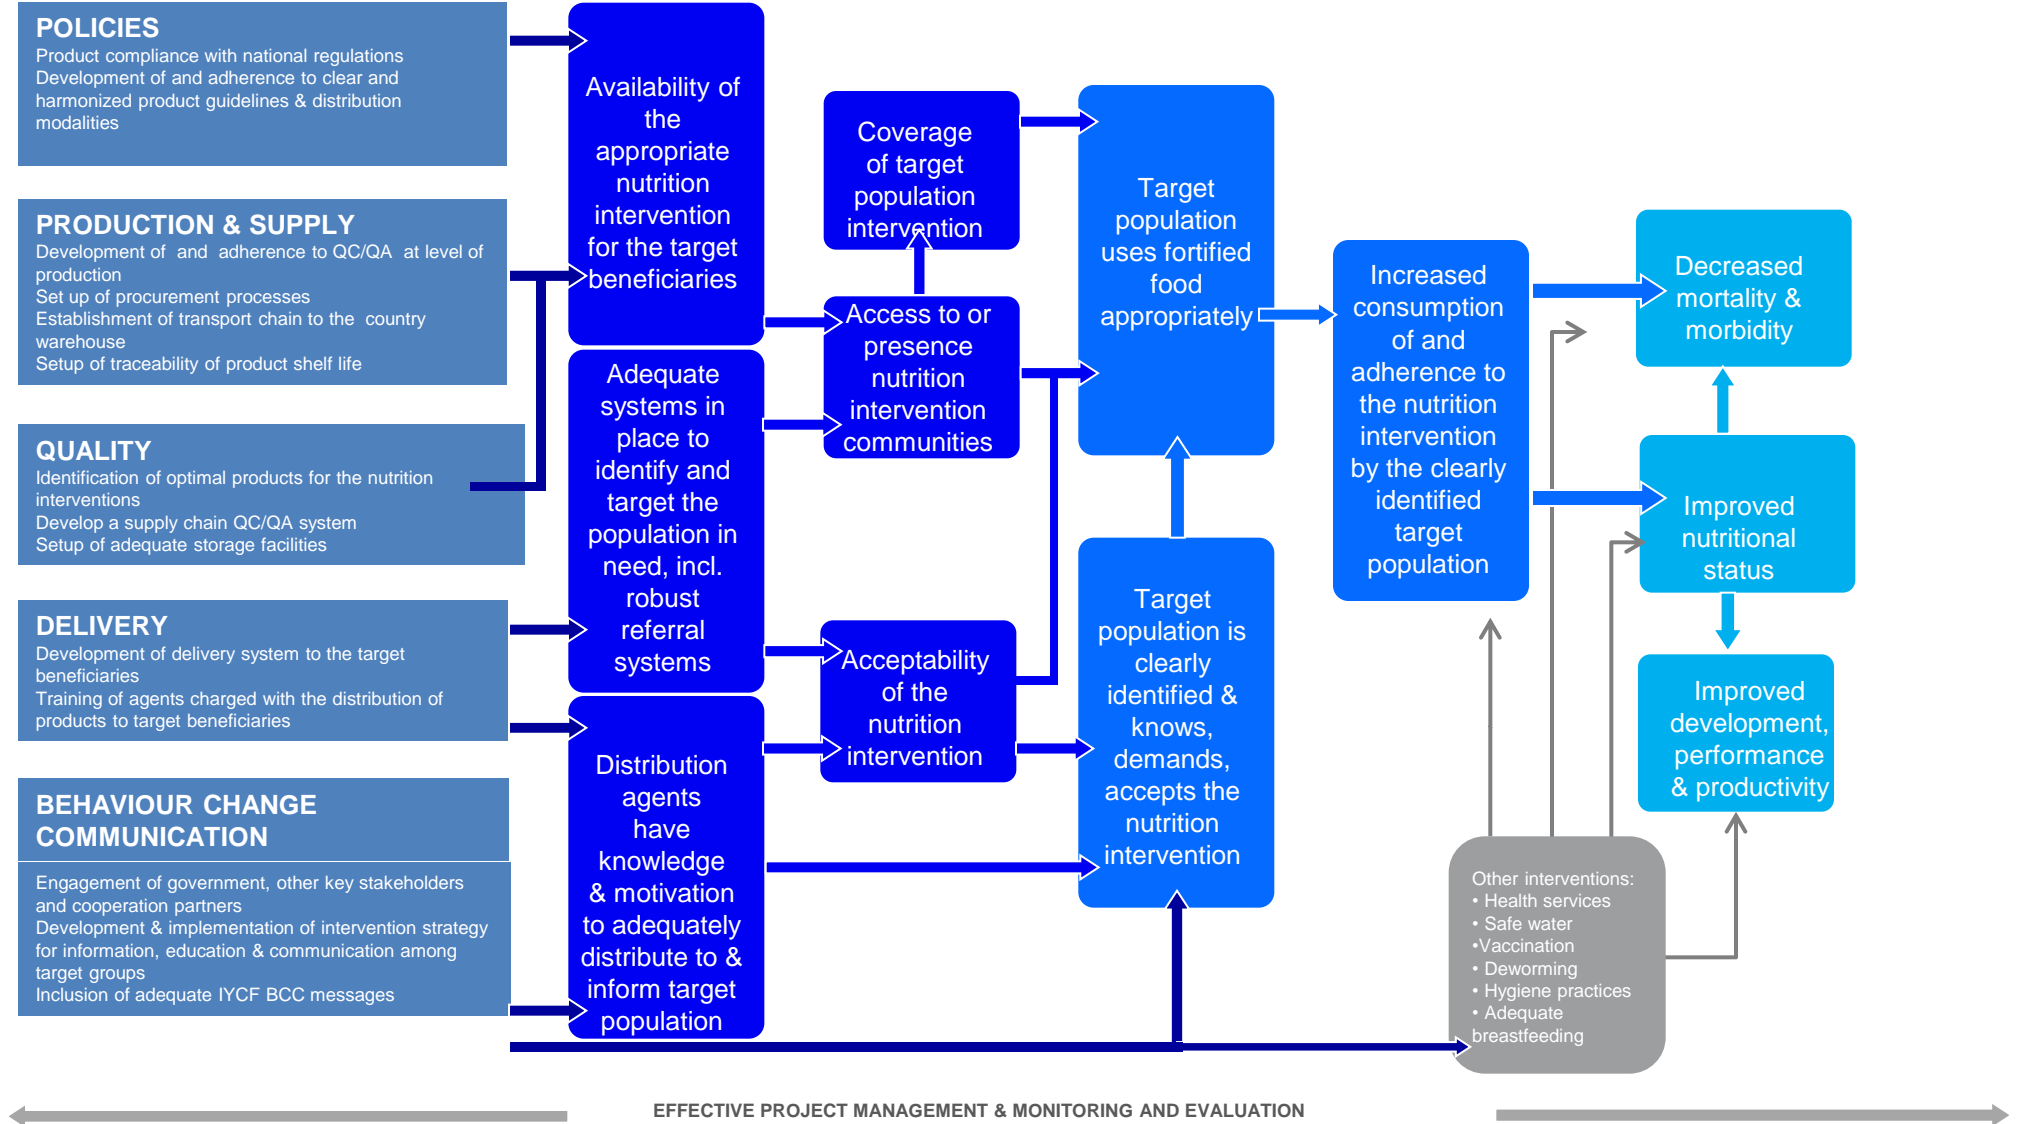 POLICIES
Product compliance with national regulations
Development of and adherence to clear and
harmonized product guidelines & distribution
modalities
PRODUCTION & SUPPLY
Development of and adherence to QC/QA at level of
production
Set up of procurement processes
Establishment of transport chain to the country
warehouse
Setup of traceability of product shelf life
QUALITY
Identification of optimal products for the nutrition
interventions
Develop a supply chain QC/QA system
Setup of adequate storage facilities
DELIVERY
Development of delivery system to the target
beneficiaries
Training of agents charged with the distribution of
products to target beneficiaries
BEHAVIOUR CHANGE
COMMUNICATION
Engagement of government, other key stakeholders
and cooperation partners
Development & implementation of intervention strategy
for information, education & communication among
target groups
Inclusion of adequate IYCF BCC messages
Availability of
the
appropriate
nutrition
intervention
for the target
beneficiaries
Adequate
systems in
place to
identify and
target the
population in
need, incl.
robust
referral
systems
Distribution
agents
have
knowledge
& motivation
to adequately
distribute to &
inform target
population
Coverage
of target
population
intervention
Access to or
presence
nutrition
intervention
communities
Acceptability
of the
nutrition
intervention
Target
population
uses fortified
food
appropriately
Target
population is
clearly
identified &
knows,
demands,
accepts the
nutrition
intervention
Increased
consumption
of and
adherence to
the nutrition
intervention
by the clearly
identified
target
population
Decreased
mortality &
morbidity
Improved
nutritional
status
Improved
development,
performance
& productivity
Other interventions:
• Health services
• Safe water
•Vaccination
• Deworming
• Hygiene practices
• Adequate
breastfeeding
EFFECTIVE PROJECT MANAGEMENT & MONITORING AND EVALUATION